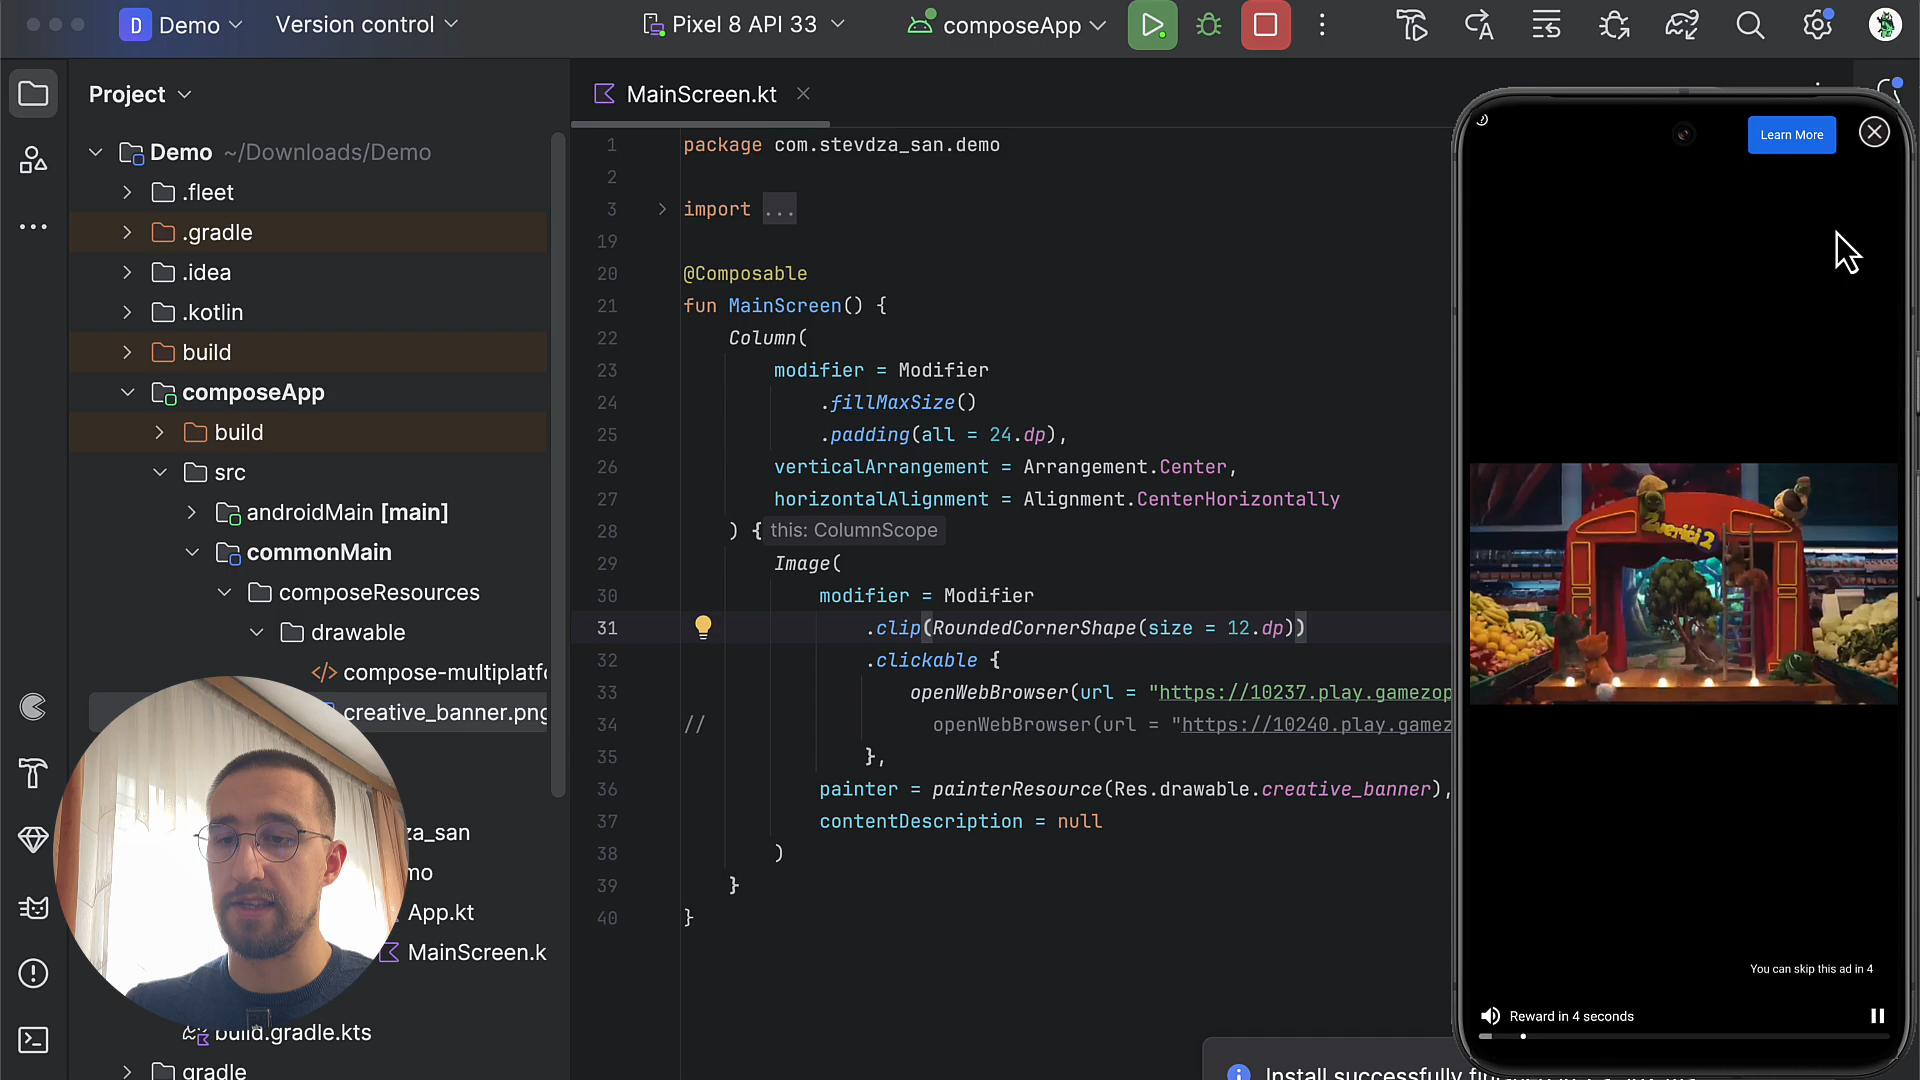 D Demo Version control Pixel 8 API 33 composeApp
Project
MainScreen.kt
Demo ~/Downloads/Demo
.fleet
.gradle
.idea
.kotlin
build
composeApp
build
src
androidMain [main]
commonMain
composeResources
drawable
compose-multiplatfo
creative_banner.png
za_san
mo
App.kt
MainScreen.k
build.gradle.kts
gradle
1 package com.stevdza_san.demo
2
3 import ...
19
20 @Composable
21 fun MainScreen() {
22 Column(
23 modifier = Modifier
24 .fillMaxSize()
25 .padding(all = 24.dp),
26 verticalArrangement = Arrangement.Center,
27 horizontalAlignment = Alignment.CenterHorizontally
28 ) { this: ColumnScope
29 Image(
30 modifier = Modifier
31 .clip(RoundedCornerShape(size = 12.dp))
32 .clickable {
33 openWebBrowser(url = "https://10237.play.gamezop
34 // openWebBrowser(url = "https://10240.play.gamez
35 },
36 painter = painterResource(Res.drawable.creative_banner),
37 contentDescription = null
38 )
39 }
40 }
Learn More
Zverići 2
You can skip this ad in 4
Reward in 4 seconds
Install successfully fini